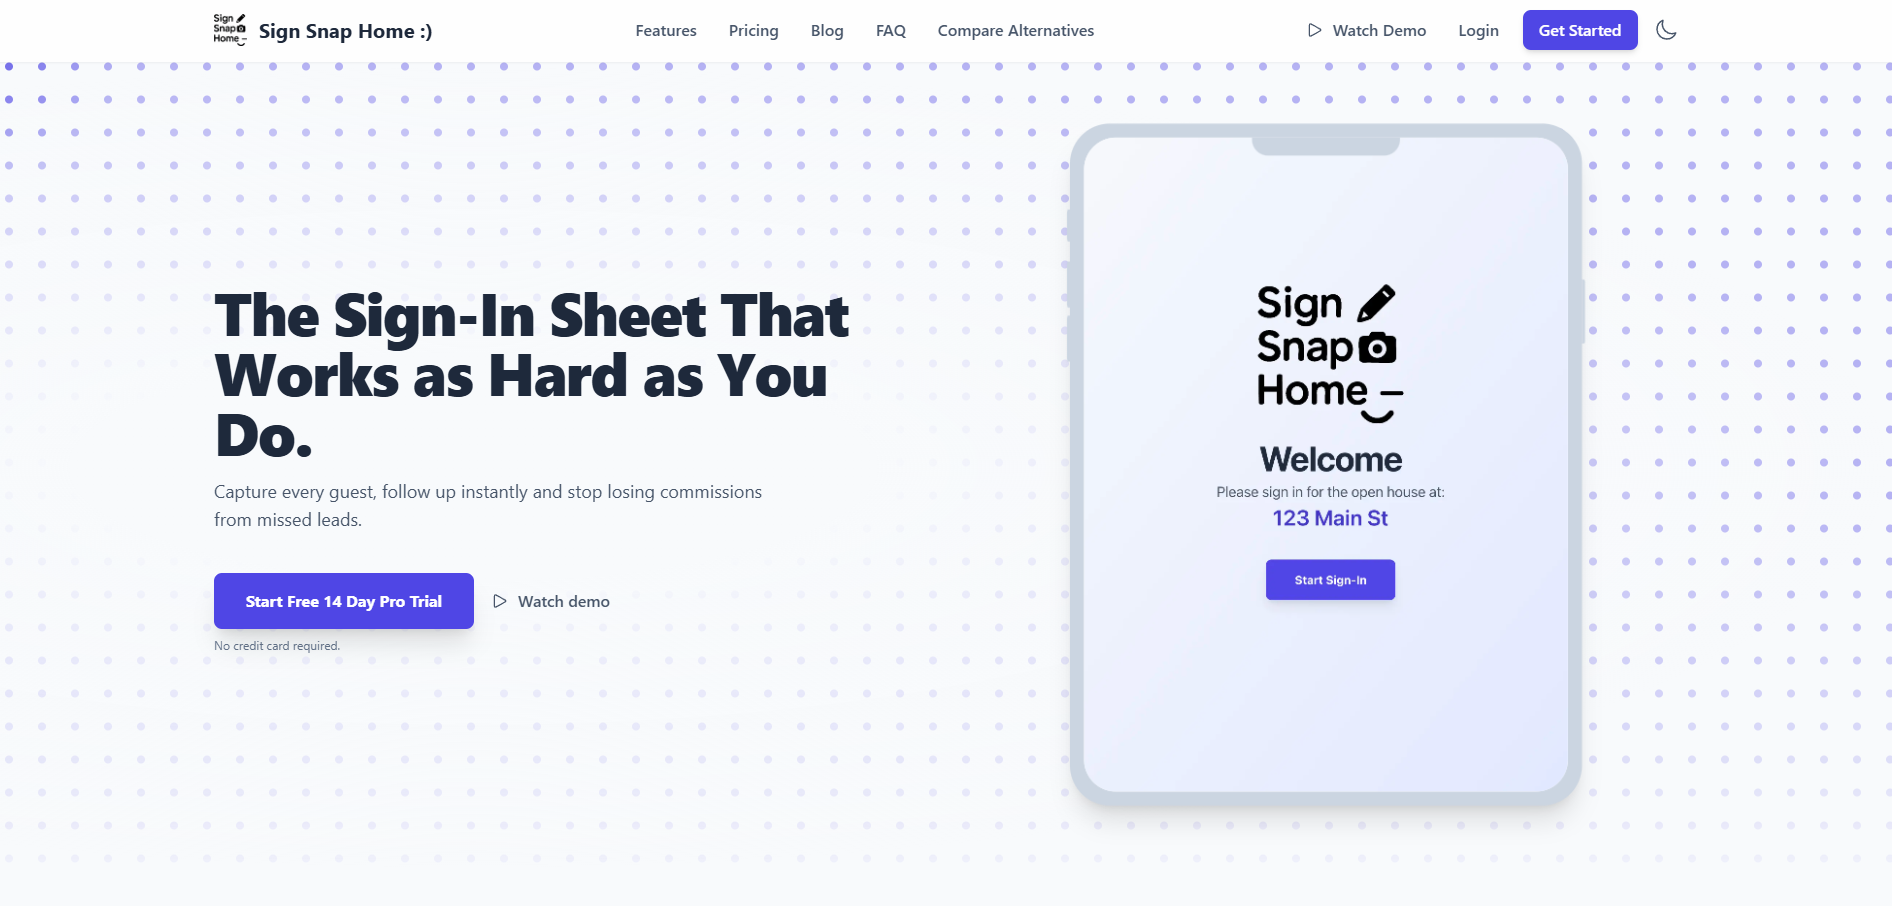 Sign
Snap
Home
Sign Snap Home :)
Features
Pricing
Blog
FAQ
Compare Alternatives
Watch Demo
Login
Get Started
The Sign-In Sheet That
Works as Hard as You
Do.
Capture every guest, follow up instantly and stop losing commissions
from missed leads.
Start Free 14 Day Pro Trial
Watch demo
No credit card required.
Sign
Snap
Home
Welcome
Please sign in for the open house at:
123 Main St
Start Sign-In